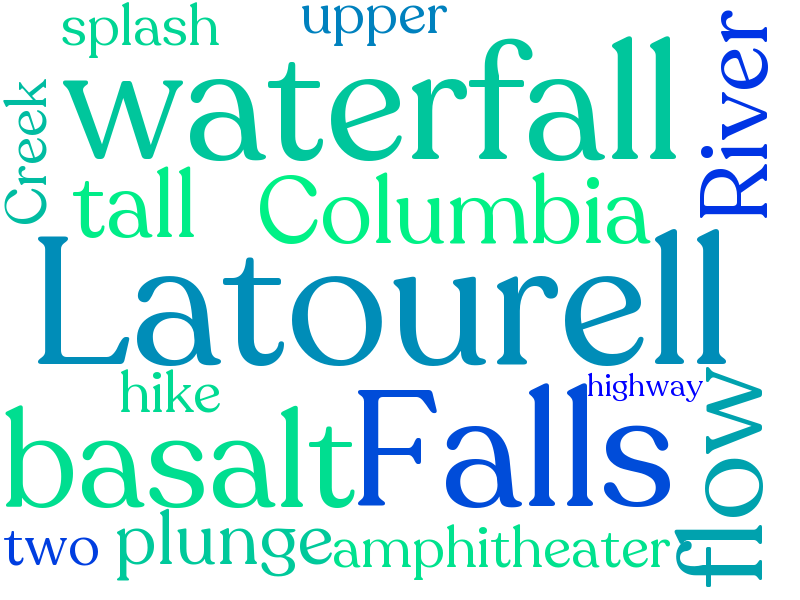 splash
upper
River
Creek
waterfall
tall
Columbia
Latourell
hike
highway
flow
basalt
Falls
two
plunge
amphitheater